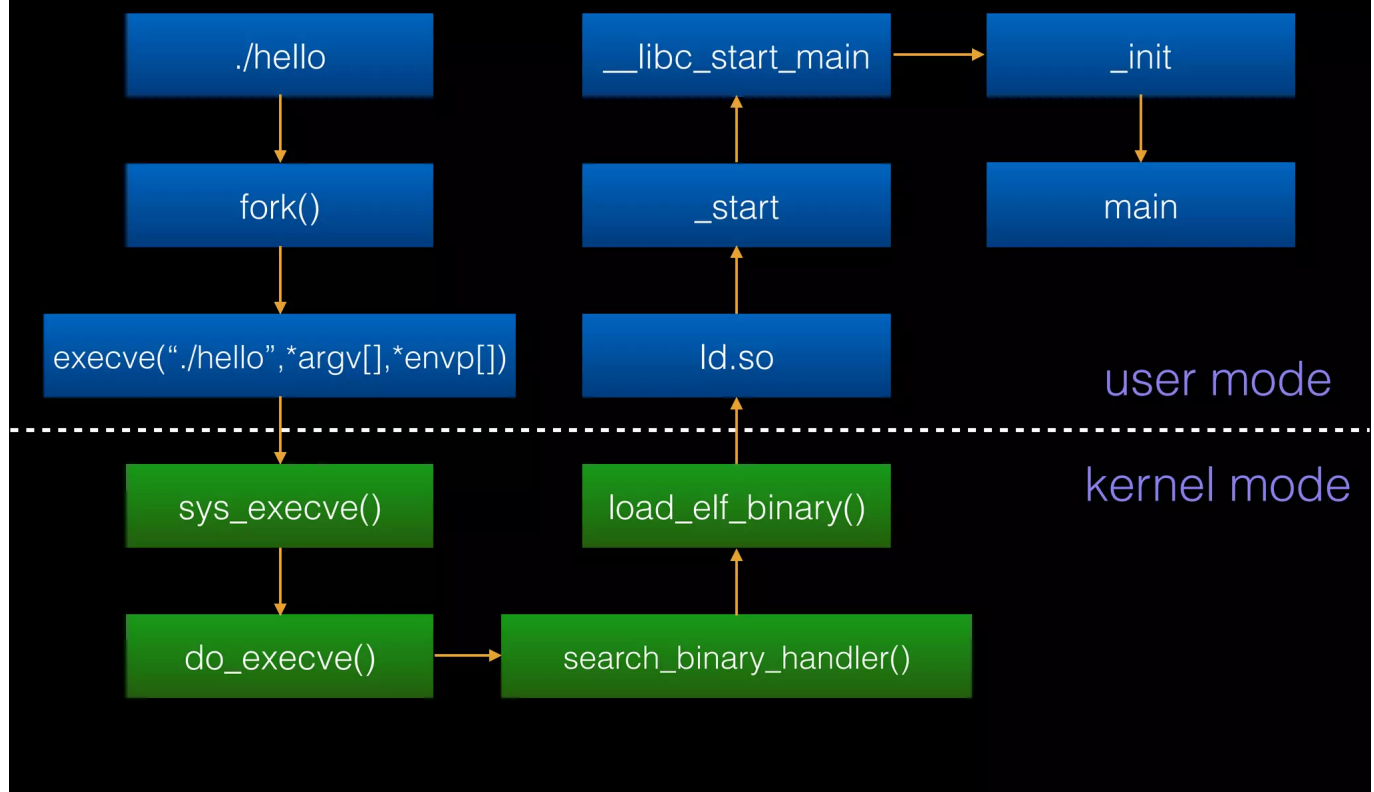 ./hello
fork()
execve(“./hello”,*argv[],*envp[])
sys_execve()
do_execve()
search_binary_handler()
load_elf_binary()
ld.so
_start
__libc_start_main
_init
main
user mode
kernel mode